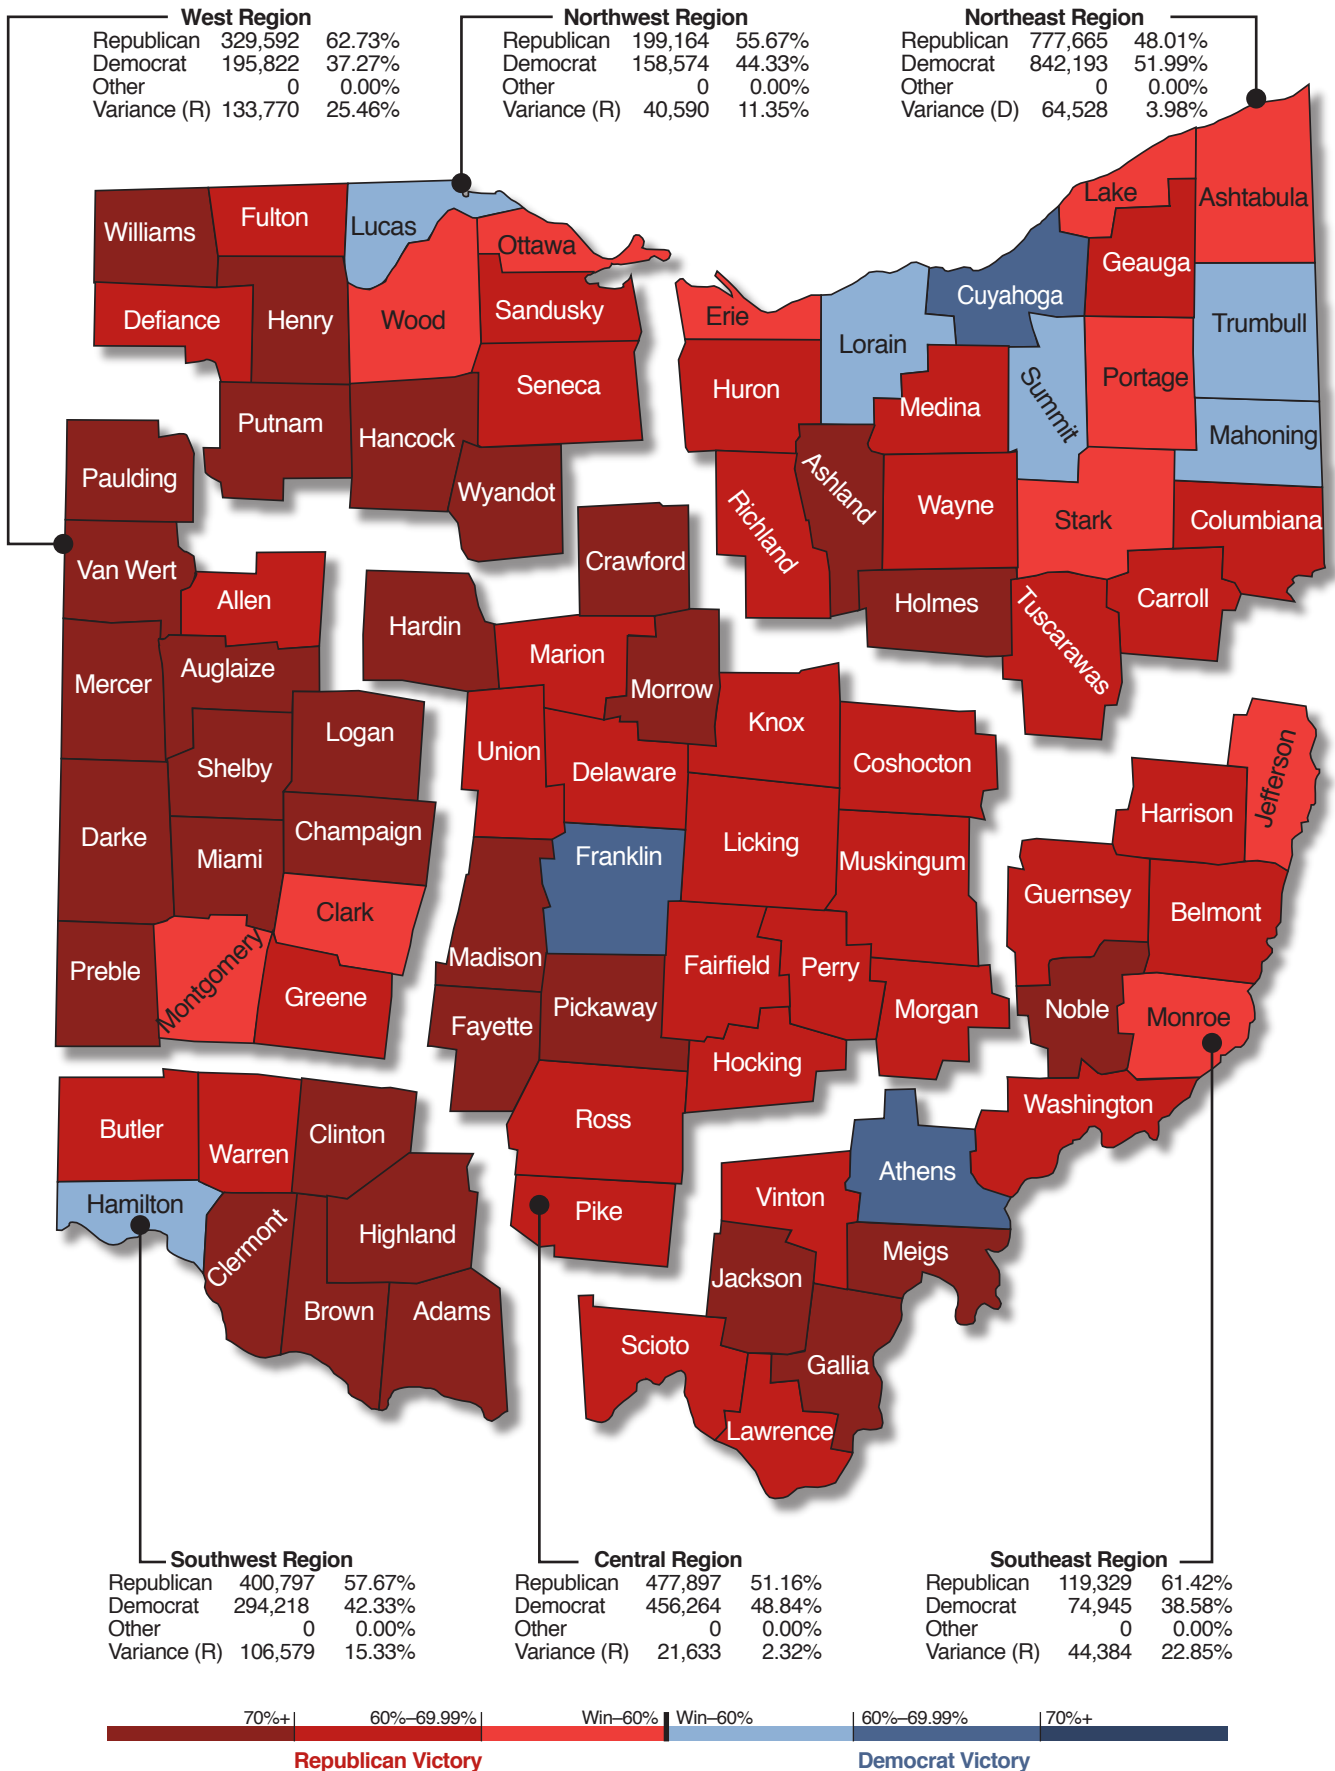 West Region
Republican 329,592 62.73%
Democrat 195,822 37.27%
Other 0 0.00%
Variance (R) 133,770 25.46%
Northwest Region
Republican 199,164 55.67%
Democrat 158,574 44.33%
Other 0 0.00%
Variance (R) 40,590 11.35%
Northeast Region
Republican 777,665 48.01%
Democrat 842,193 51.99%
Other 0 0.00%
Variance (D) 64,528 3.98%
Williams
Fulton
Lucas
Ottawa
Defiance
Henry
Wood
Sandusky
Seneca
Putnam
Hancock
Wyandot
Lake
Ashtabula
Geauga
Cuyahoga
Erie
Lorain
Trumbull
Huron
Medina
Summit
Portage
Mahoning
Richland
Ashland
Wayne
Stark
Columbiana
Holmes
Tuscarawas
Carroll
Paulding
Van Wert
Allen
Mercer
Auglaize
Logan
Shelby
Darke
Miami
Champaign
Clark
Preble
Montgomery
Greene
Crawford
Hardin
Marion
Morrow
Knox
Union
Delaware
Coshocton
Licking
Franklin
Muskingum
Madison
Fairfield
Perry
Pickaway
Fayette
Morgan
Hocking
Ross
Pike
Jefferson
Harrison
Guernsey
Belmont
Noble
Monroe
Washington
Athens
Vinton
Meigs
Jackson
Gallia
Scioto
Lawrence
Butler
Warren
Clinton
Hamilton
Clermont
Highland
Brown
Adams
Southwest Region
Republican 400,797 57.67%
Democrat 294,218 42.33%
Other 0 0.00%
Variance (R) 106,579 15.33%
Central Region
Republican 477,897 51.16%
Democrat 456,264 48.84%
Other 0 0.00%
Variance (R) 21,633 2.32%
Southeast Region
Republican 119,329 61.42%
Democrat 74,945 38.58%
Other 0 0.00%
Variance (R) 44,384 22.85%
70%+ 60%–69.99% Win–60% Win–60% 60%–69.99% 70%+
Republican Victory Democrat Victory